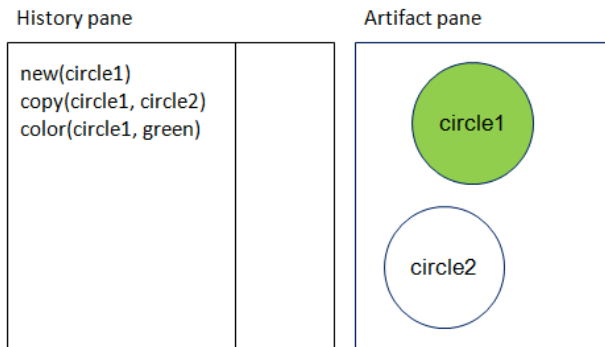 History pane
Artifact pane
new(circle1)
copy(circle1, circle2)
color(circle1, green)
circle1
circle2